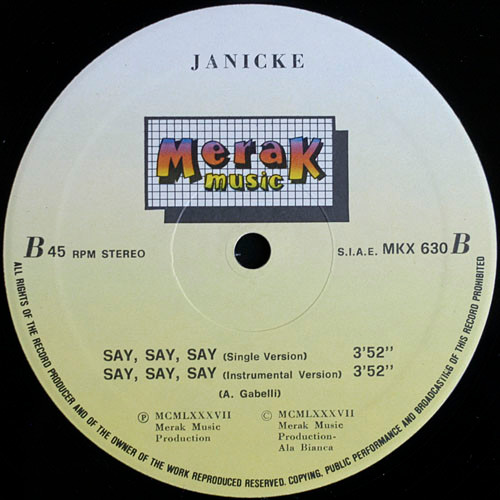 JANICKE
Merak
music
B 45 RPM STEREO
S.I.A.E. MKX 630 B
SAY, SAY, SAY (Single Version) 3'52''
SAY, SAY, SAY (Instrumental Version) 3'52''
(A. Gabelli)
Ⓟ MCMLXXXVII
Merak Music
Production
© MCMLXXXVII
Merak Music
Production-
Ala Bianca
ALL RIGHTS OF THE RECORD PRODUCER AND OF THE OWNER OF THE WORK REPRODUCED RESERVED. COPYING, PUBLIC PERFORMANCE AND BROADCASTING OF THIS RECORD PROHIBITED